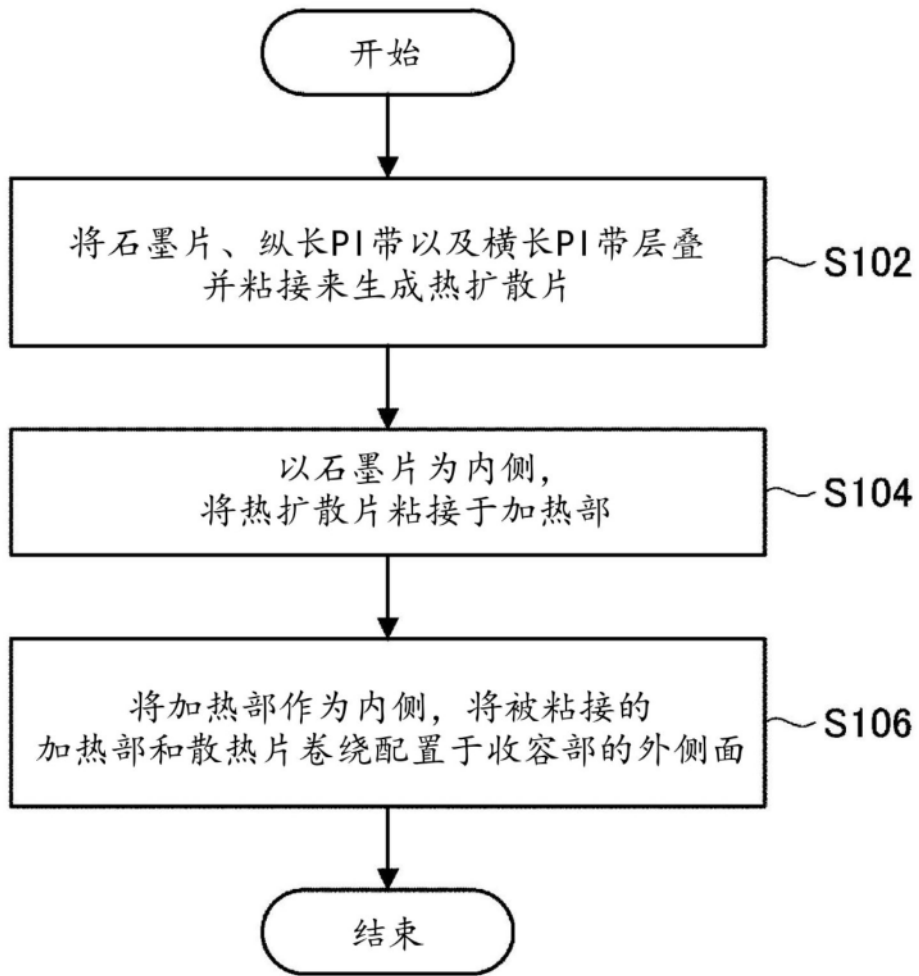 开始
将石墨片、纵长PI带以及横长PI带层叠
并粘接来生成热扩散片
S102
以石墨片为内侧,
将热扩散片粘接于加热部
S104
将加热部作为内侧, 将被粘接的
加热部和散热片卷绕配置于收容部的外侧面
S106
结束